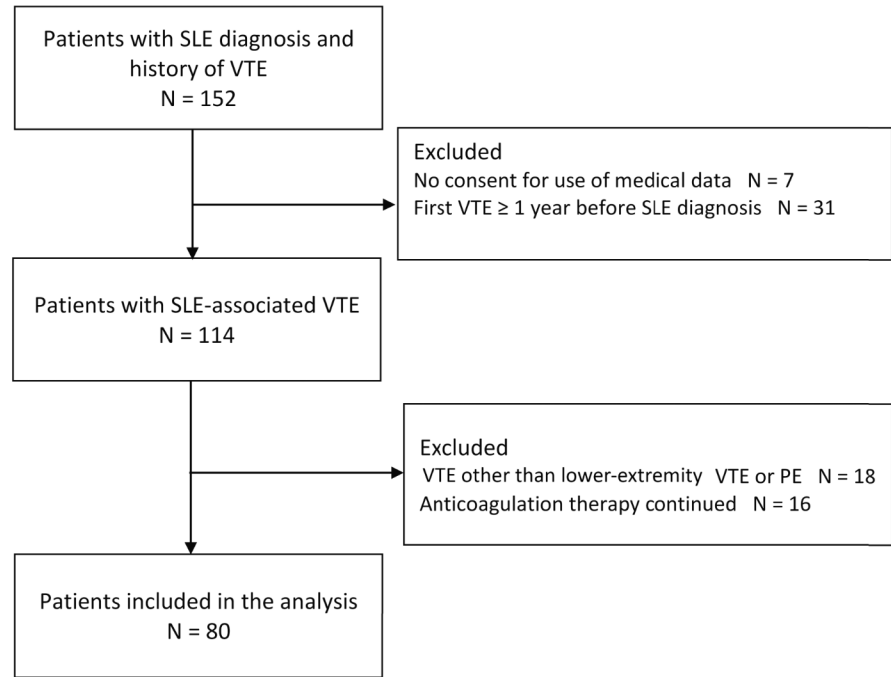 Patients with SLE diagnosis and
history of VTE
N = 152
Excluded
No consent for use of medical data N = 7
First VTE ≥ 1 year before SLE diagnosis N = 31
Patients with SLE-associated VTE
N = 114
Excluded
VTE other than lower-extremity VTE or PE N = 18
Anticoagulation therapy continued N = 16
Patients included in the analysis
N = 80